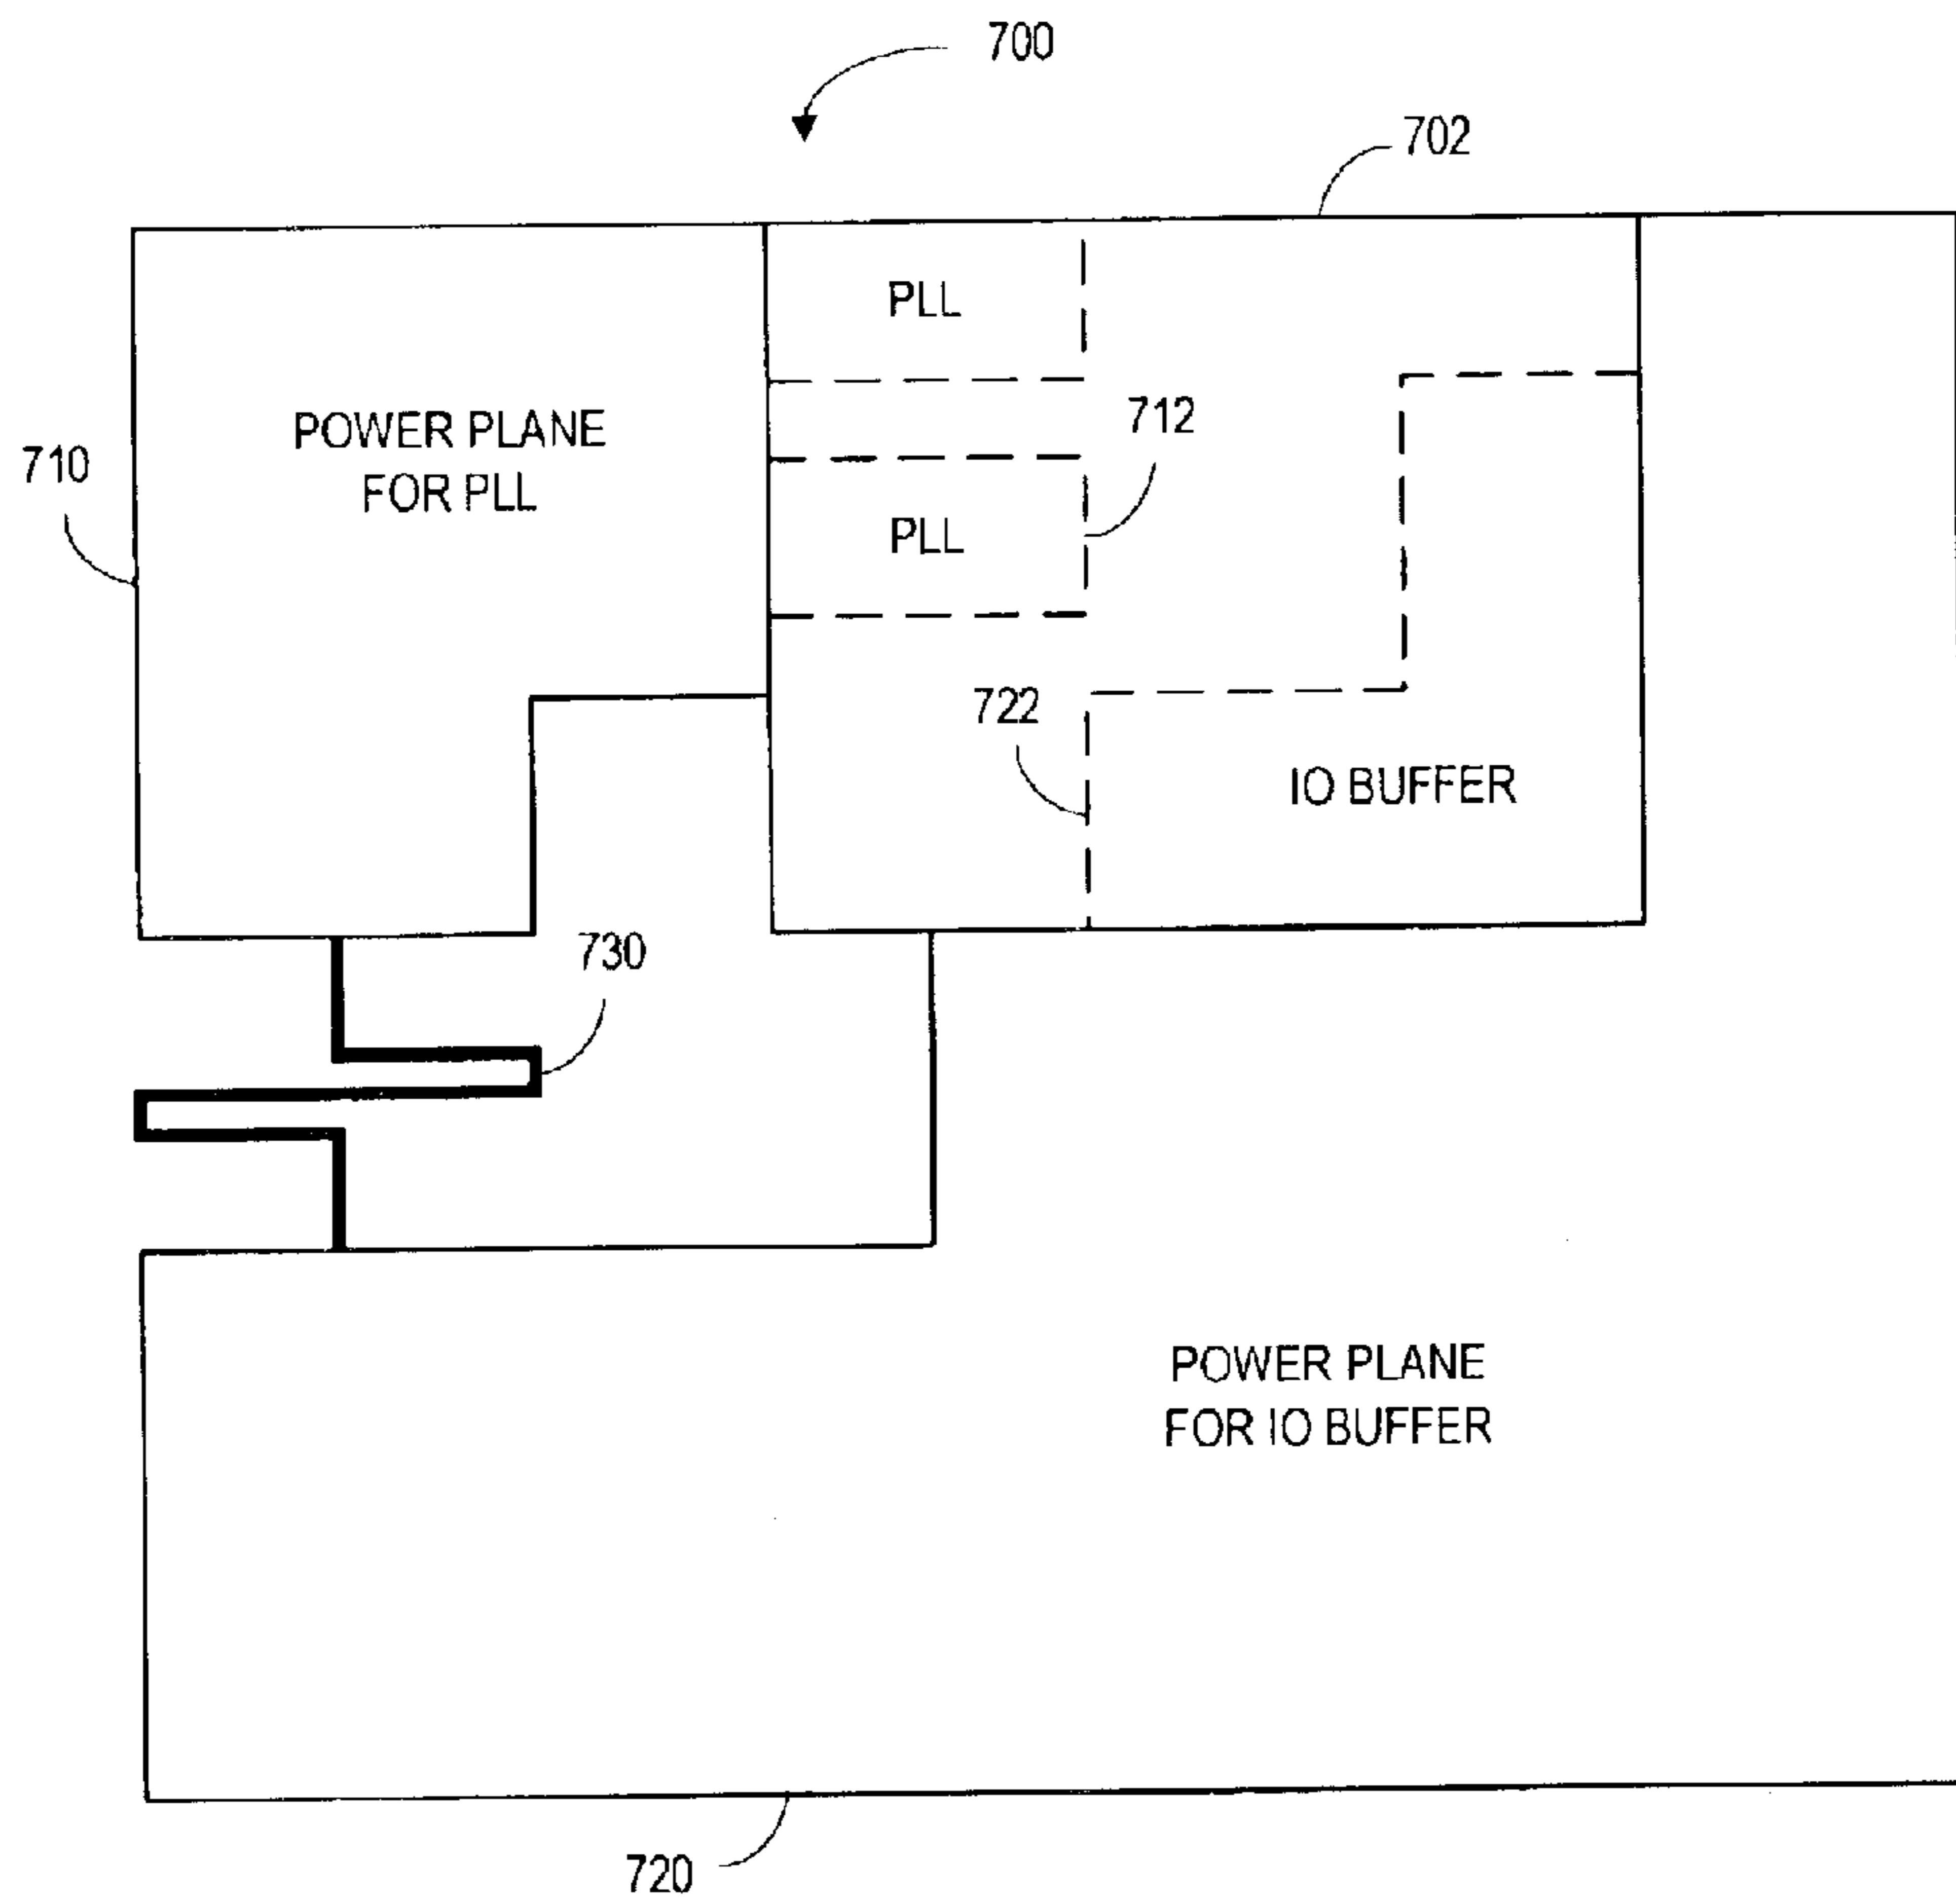 700
702
PLL
POWER PLANE
FOR PLL
712
710
PLL
722
IO BUFFER
730
POWER PLANE
FOR IO BUFFER
720